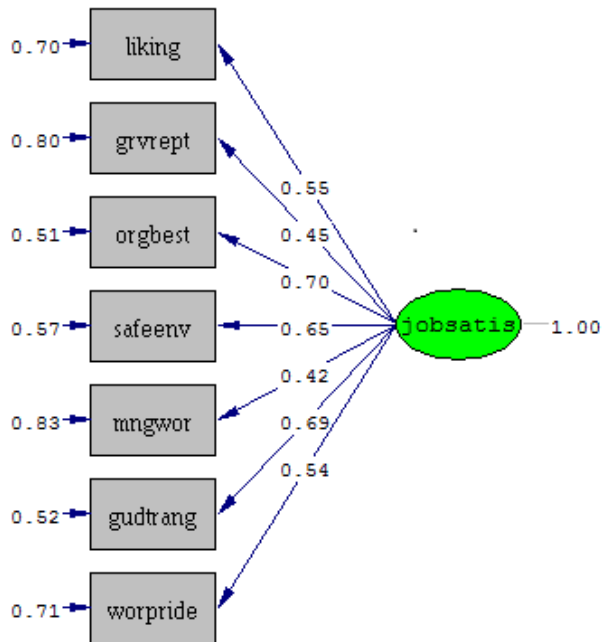 0.70 liking
0.80 grvrept
0.55
0.51 orgbest
0.45
0.70
0.57 safeenv 0.65 jobsatis 1.00
0.42
0.83 mngwor
0.69
0.54
0.52 gudtrang
0.71 worpride